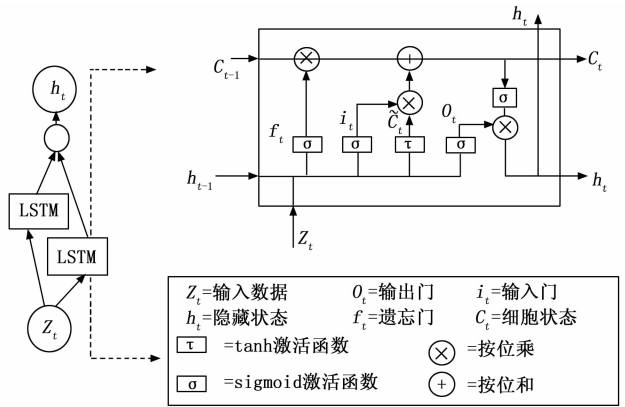 h_t
C_{t-1}
C_t
h_t
f_t
i_t
C̃_t
O_t
σ
σ
σ
τ
σ
LSTM
h_{t-1}
h_t
LSTM
Z_t
Z_t
Z_t=输入数据 O_t=输出门 i_t=输入门
h_t=隐藏状态 f_t=遗忘门 C_t=细胞状态
τ =tanh激活函数 × =按位乘
σ =sigmoid激活函数 + =按位和